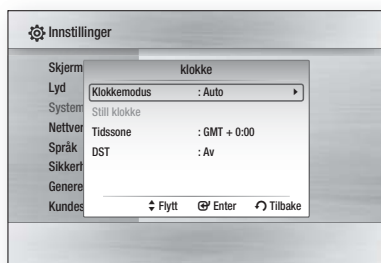 Innstillinger
Skjerm
Lyd
System
Nettver
Språk
Sikkerh
Genere
Kundes
klokke
Klokkemodus : Auto
Still klokke
Tidssone : GMT + 0:00
DST : Av
Flytt Enter Tilbake